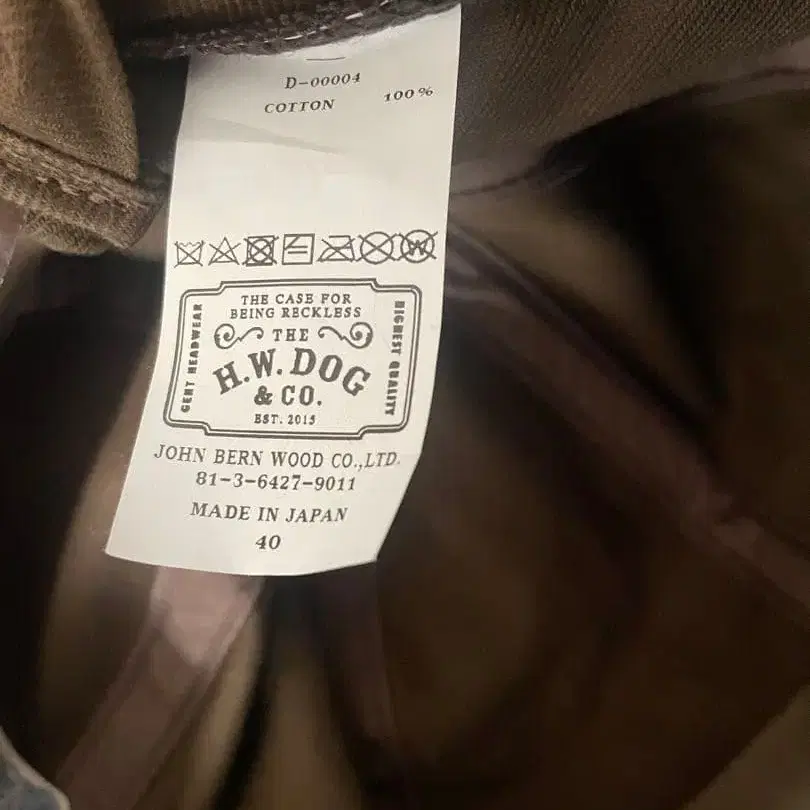 D-00004
COTTON 100%
THE CASE FOR
BEING RECKLESS
THE
H.W. DOG
& CO.
EST. 2015
GENT HEADWEAR
HIGHEST QUALITY
JOHN BERN WOOD CO.,LTD.
81-3-6427-9011
MADE IN JAPAN
40